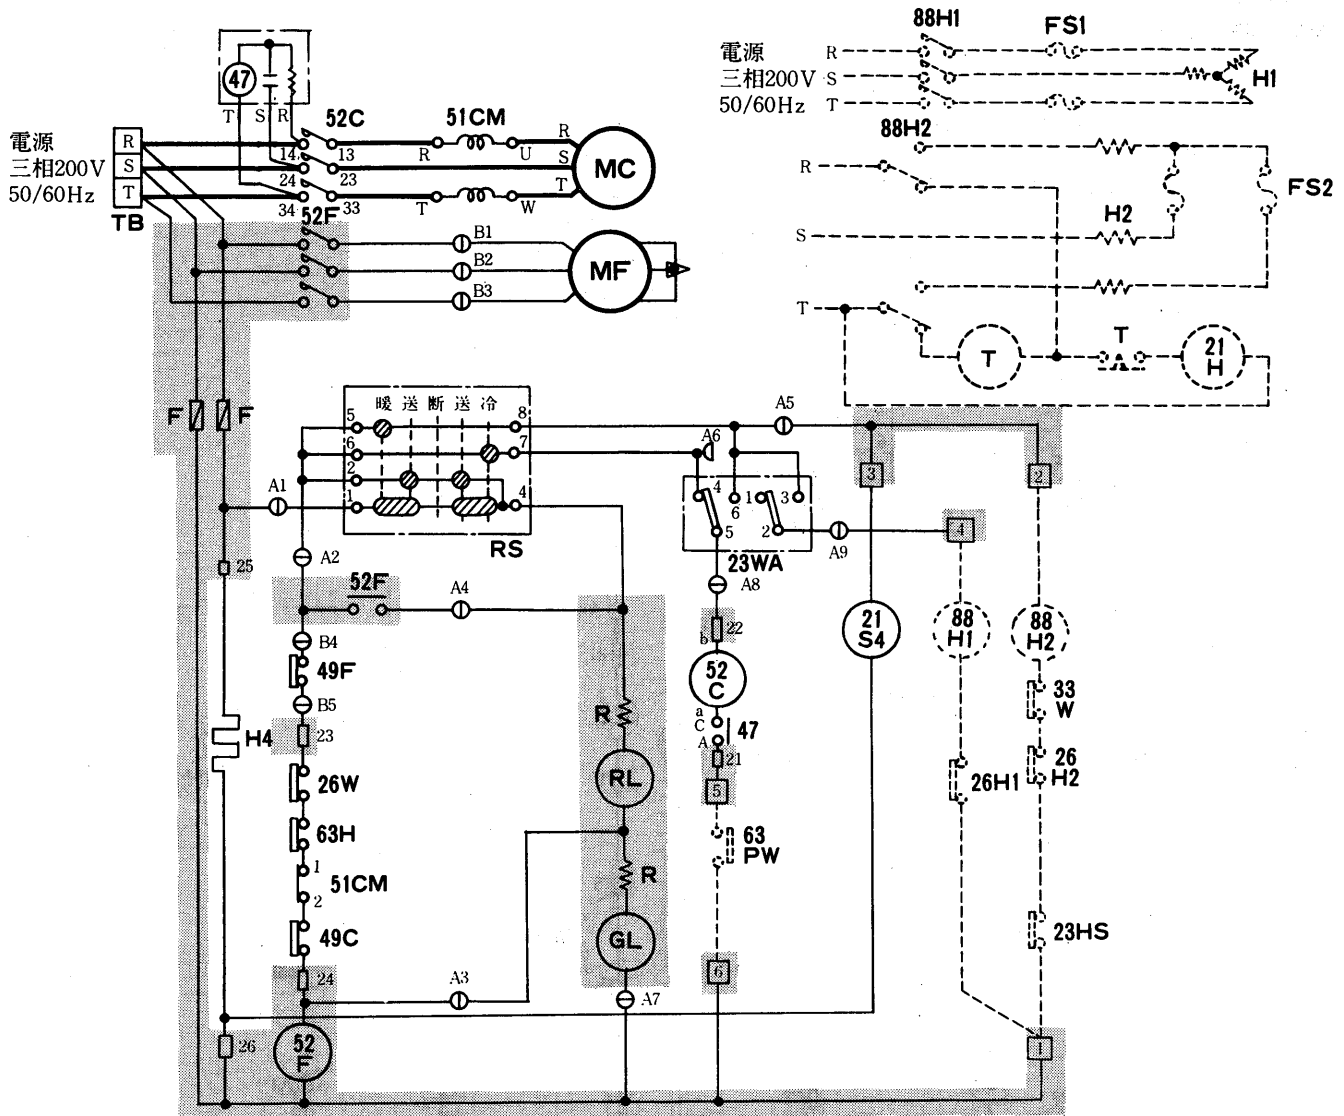 88H1
FS1
電源
R
三相200V
S
H1
50/60Hz
T
47
T
S
R
52C
51CM
電源
R
14
13
R
U
R
三相200V
S
24
23
S
MC
50/60Hz
T
34
33
T
W
T
TB
52F
B1
B2
MF
B3
88H2
R
FS2
H2
S
T
T
T
21
H
F
F
暖 送 断 送 冷
5
8
6
7
2
1
4
RS
A1
A2
A5
A6
4
6
1
3
5
2
23WA
A9
A8
3
2
4
25
52F
A4
B4
49F
B5
23
H4
26W
63H
1
51CM
2
49C
24
A3
26
52
F
R
RL
R
GL
A7
b
22
52
C
a
C
47
A
21
5
63
PW
6
21
S4
88
H1
88
H2
33
W
26
H2
26H1
23HS
1